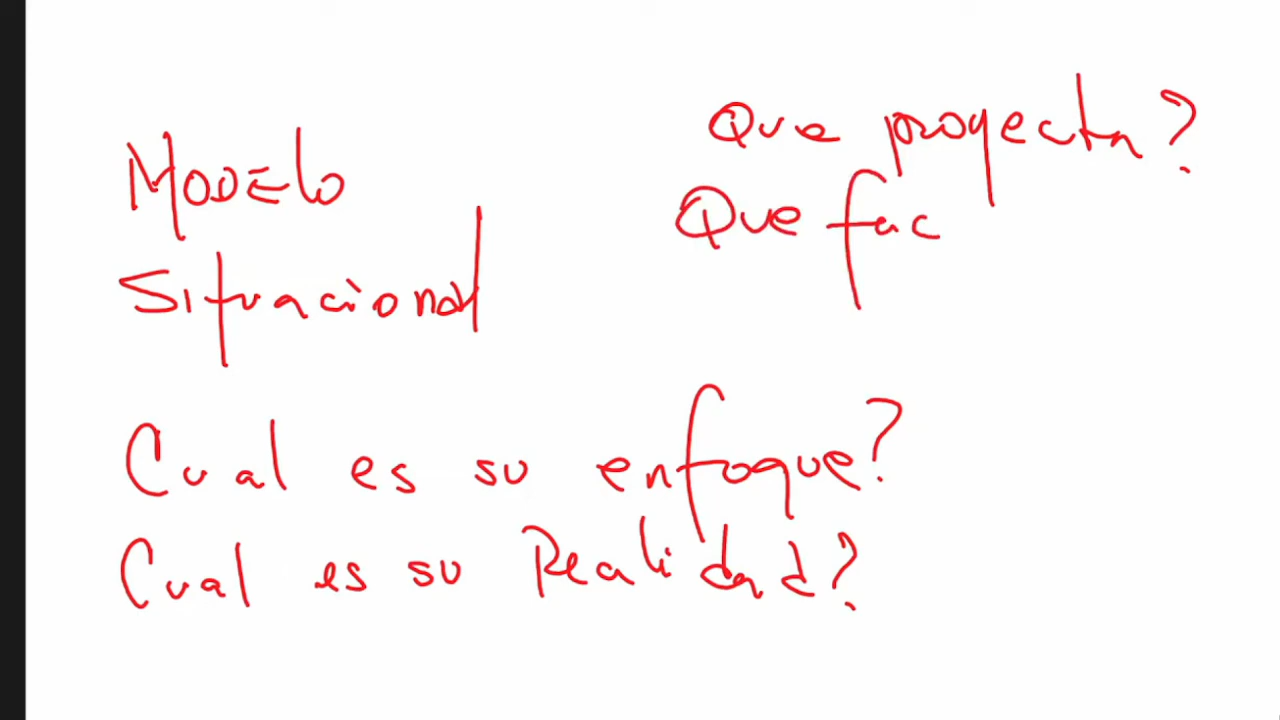 Modelo
Situacional
Que proyecta?
Que fac
Cual es su enfoque?
Cual es su Realidad?